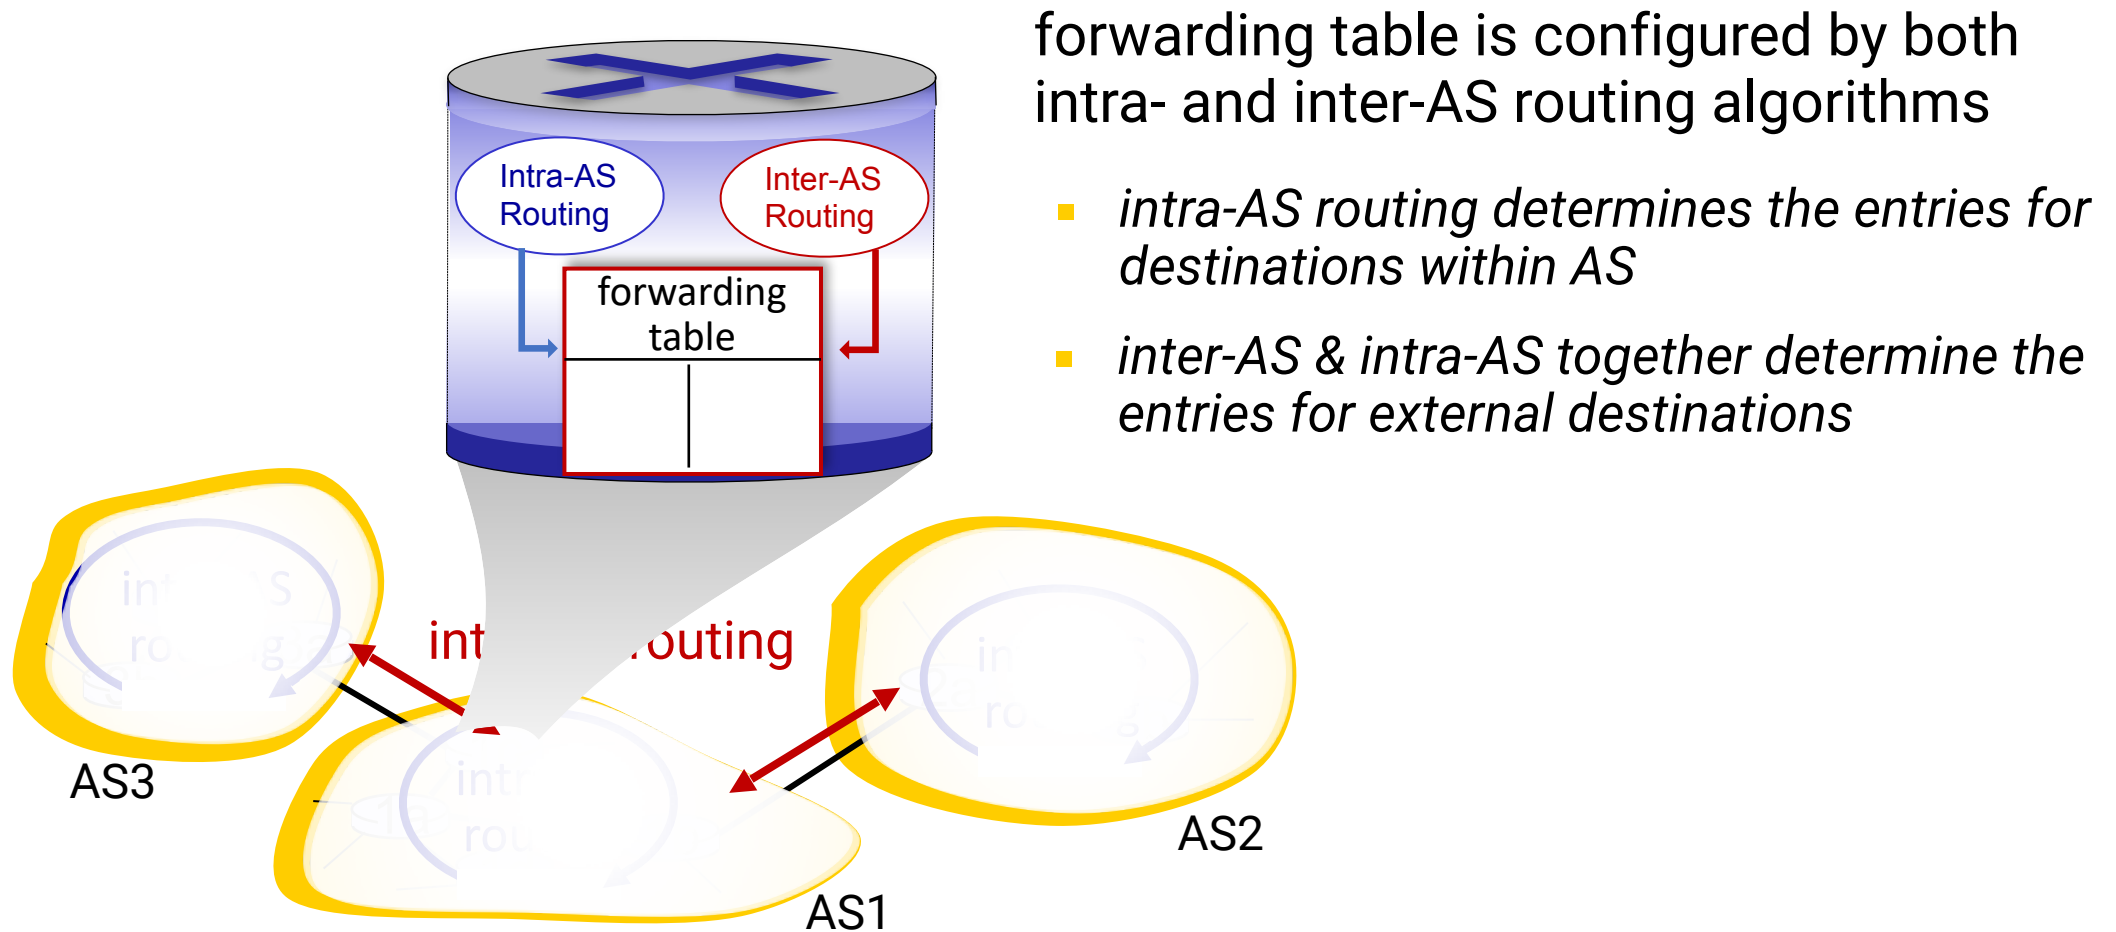 forwarding table is configured by both
intra- and inter-AS routing algorithms
intra-AS routing determines the entries for
destinations within AS
inter-AS & intra-AS together determine the
entries for external destinations
Intra-AS
Routing
Inter-AS
Routing
forwarding
table
routing
AS3
AS2
AS1